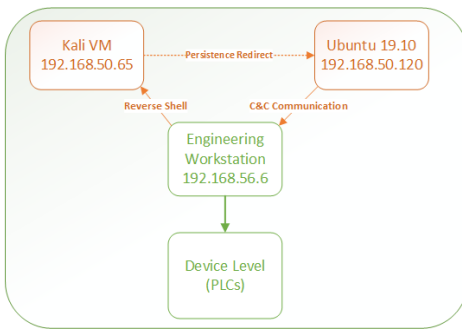 Kali VM
192.168.50.65
Persistence Redirect
Ubuntu 19.10
192.168.50.120
Reverse Shell
C&C Communication
Engineering
Workstation
192.168.56.6
Device Level
(PLCs)